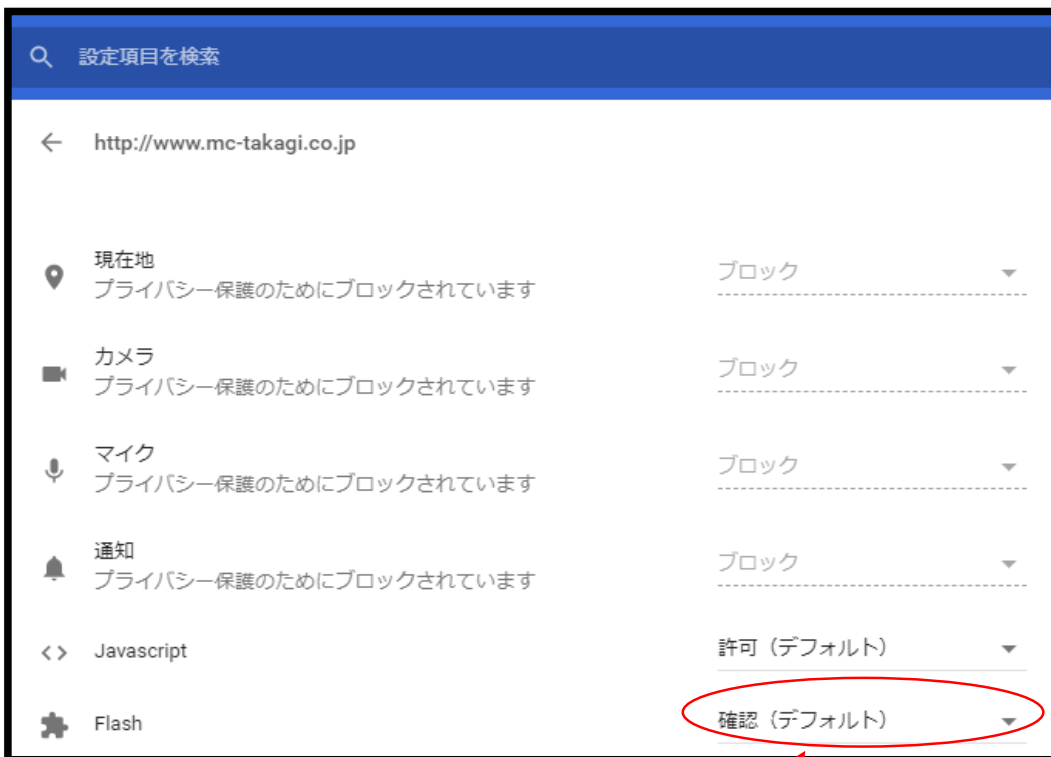 設定項目を検索
http://www.mc-takagi.co.jp
現在地
プライバシー保護のためにブロックされています
ブロック
カメラ
プライバシー保護のためにブロックされています
ブロック
マイク
プライバシー保護のためにブロックされています
ブロック
通知
プライバシー保護のためにブロックされています
ブロック
Javascript
許可（デフォルト）
Flash
確認（デフォルト）